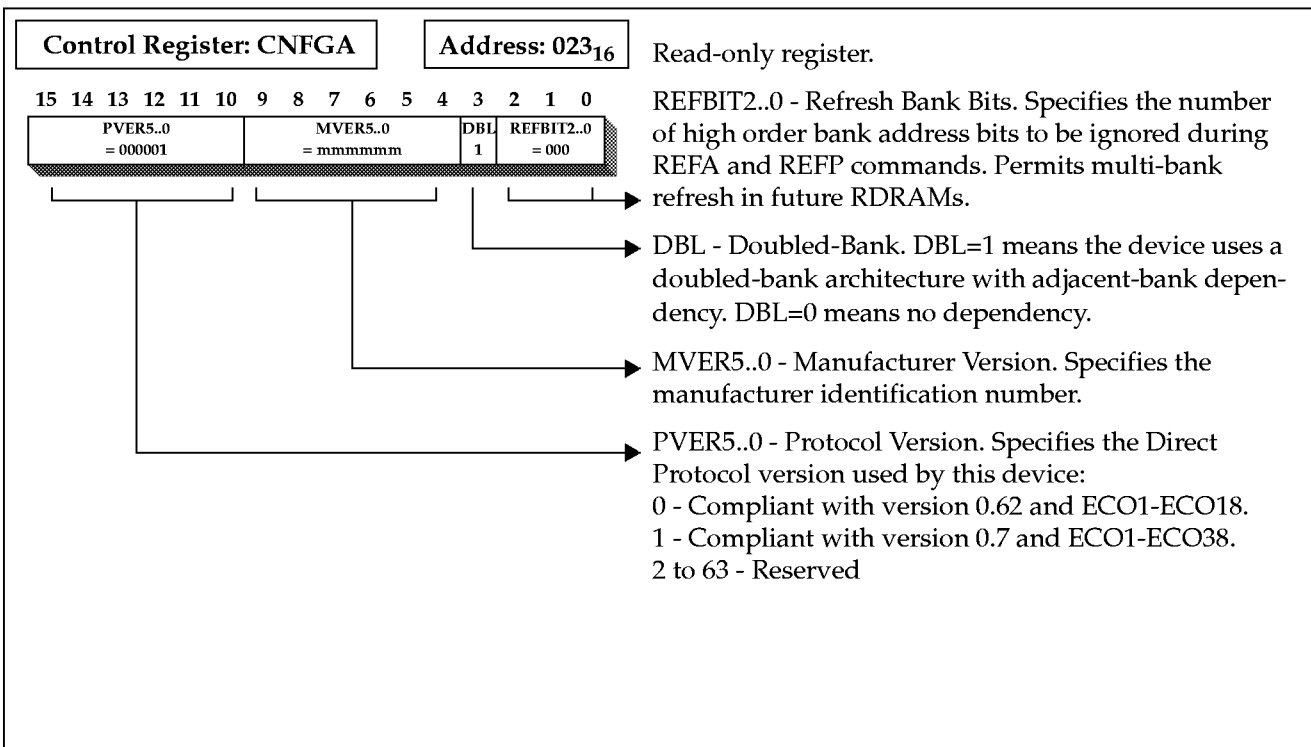 Control Register: CNFGA
Address: 023₁₆
15 14 13 12 11 10 9 8 7 6 5 4 3 2 1 0
PVER5..0 MVER5..0 DBL REFBIT2..0
= 000001 = mmmmmm 1 = 000
Read-only register.
REFBIT2..0 - Refresh Bank Bits. Specifies the number
of high order bank address bits to be ignored during
REFA and REFP commands. Permits multi-bank
refresh in future RDRAMs.
DBL - Doubled-Bank. DBL=1 means the device uses a
doubled-bank architecture with adjacent-bank depen-
dency. DBL=0 means no dependency.
MVER5..0 - Manufacturer Version. Specifies the
manufacturer identification number.
PVER5..0 - Protocol Version. Specifies the Direct
Protocol version used by this device:
0 - Compliant with version 0.62 and ECO1-ECO18.
1 - Compliant with version 0.7 and ECO1-ECO38.
2 to 63 - Reserved